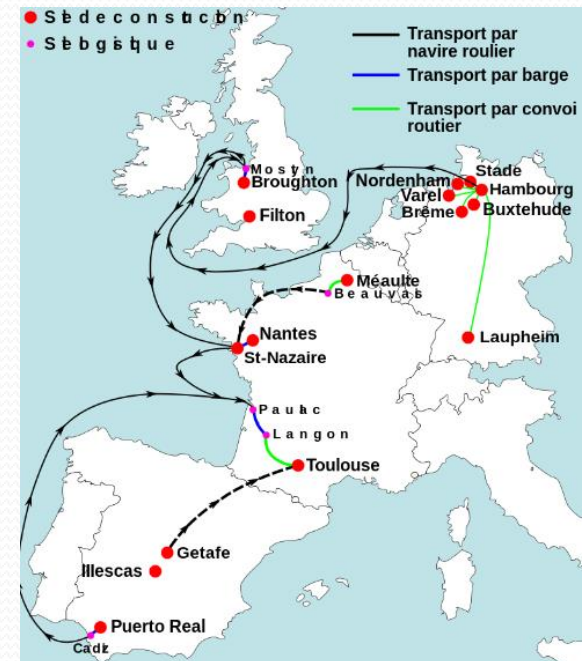 Transport par
navire roulier
Transport par barge
Transport par convoi
routier
Mostyn
Broughton
Filton
Stade
Nordenham
Hambourg
Varel
Brême
Buxtehude
Méaulte
Beauvais
Laupheim
Nantes
St-Nazaire
Langon
Toulouse
Getafe
Illescas
Puerto Real
Cadiz